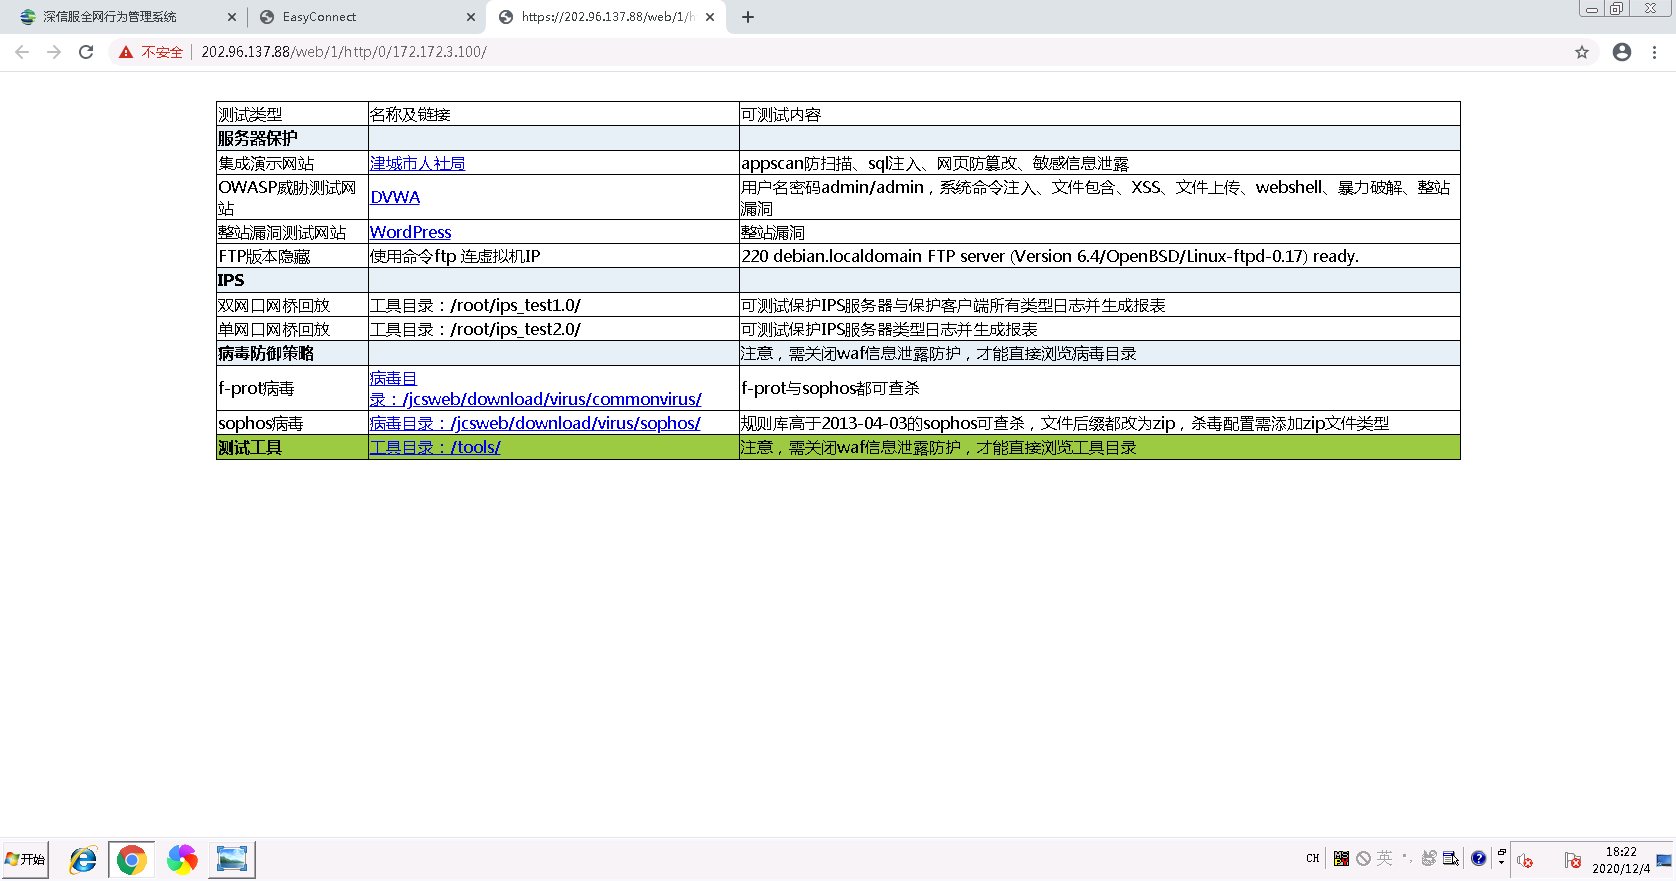 深信服全网行为管理系统
EasyConnect
https://202.96.137.88/web/1/h
不安全
202.96.137.88/web/1/http/0/172.172.3.100/
测试类型
名称及链接
可测试内容
服务器保护
集成演示网站
津城市人社局
appscan防扫描、sql注入、网页防篡改、敏感信息泄露
OWASP威胁测试网
站
DVWA
用户名密码admin/admin，系统命令注入、文件包含、XSS、文件上传、webshell、暴力破解、整站
漏洞
整站漏洞测试网站
WordPress
整站漏洞
FTP版本隐藏
使用命令ftp 连虚拟机IP
220 debian.localdomain FTP server (Version 6.4/OpenBSD/Linux-ftpd-0.17) ready.
IPS
双网口网桥回放
工具目录：/root/ips_test1.0/
可测试保护IPS服务器与保护客户端所有类型日志并生成报表
单网口网桥回放
工具目录：/root/ips_test2.0/
可测试保护IPS服务器类型日志并生成报表
病毒防御策略
注意，需关闭waf信息泄露防护，才能直接浏览病毒目录
f-prot病毒
病毒目
录：/jcsweb/download/virus/commonvirus/
f-prot与sophos都可查杀
sophos病毒
病毒目录：/jcsweb/download/virus/sophos/
规则库高于2013-04-03的sophos可查杀，文件后缀都改为zip，杀毒配置需添加zip文件类型
测试工具
工具目录：/tools/
注意，需关闭waf信息泄露防护，才能直接浏览工具目录
开始
CH
英
18:22
2020/12/4